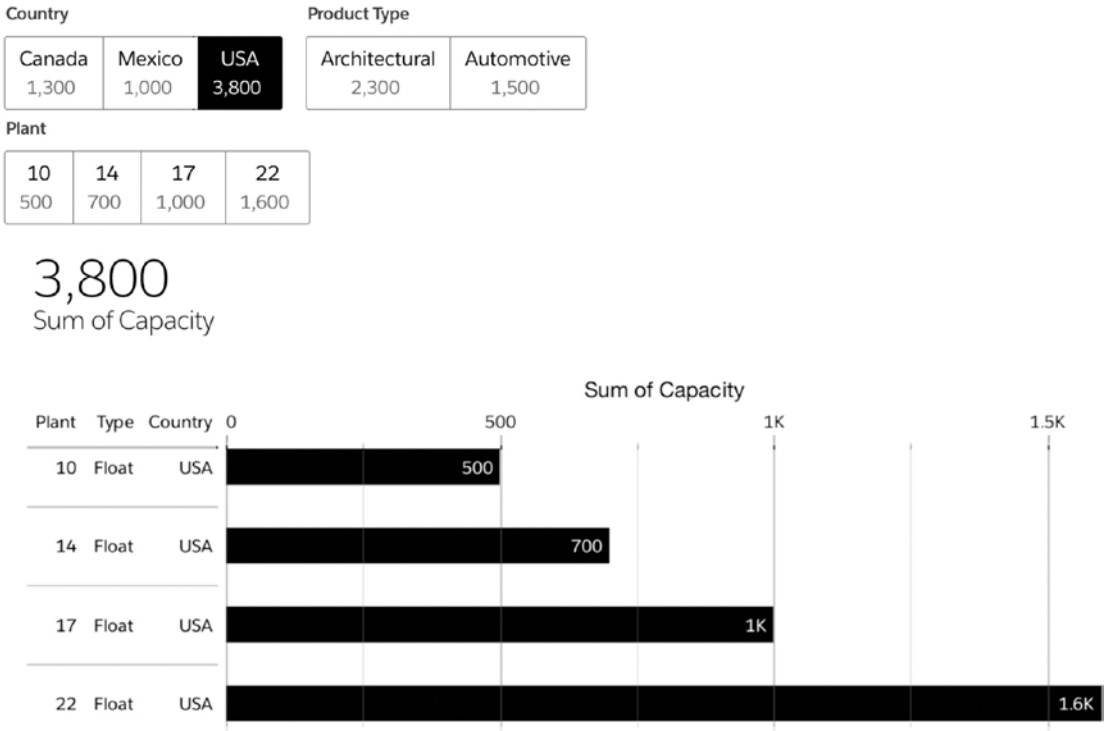 Country Product Type
Canada Mexico USA Architectural Automotive
1,300 1,000 3,800 2,300 1,500
Plant
10 14 17 22
500 700 1,000 1,600
3,800
Sum of Capacity
Sum of Capacity
Plant Type Country 0 500 1K 1.5K
10 Float USA 500
14 Float USA 700
17 Float USA 1K
22 Float USA 1.6K